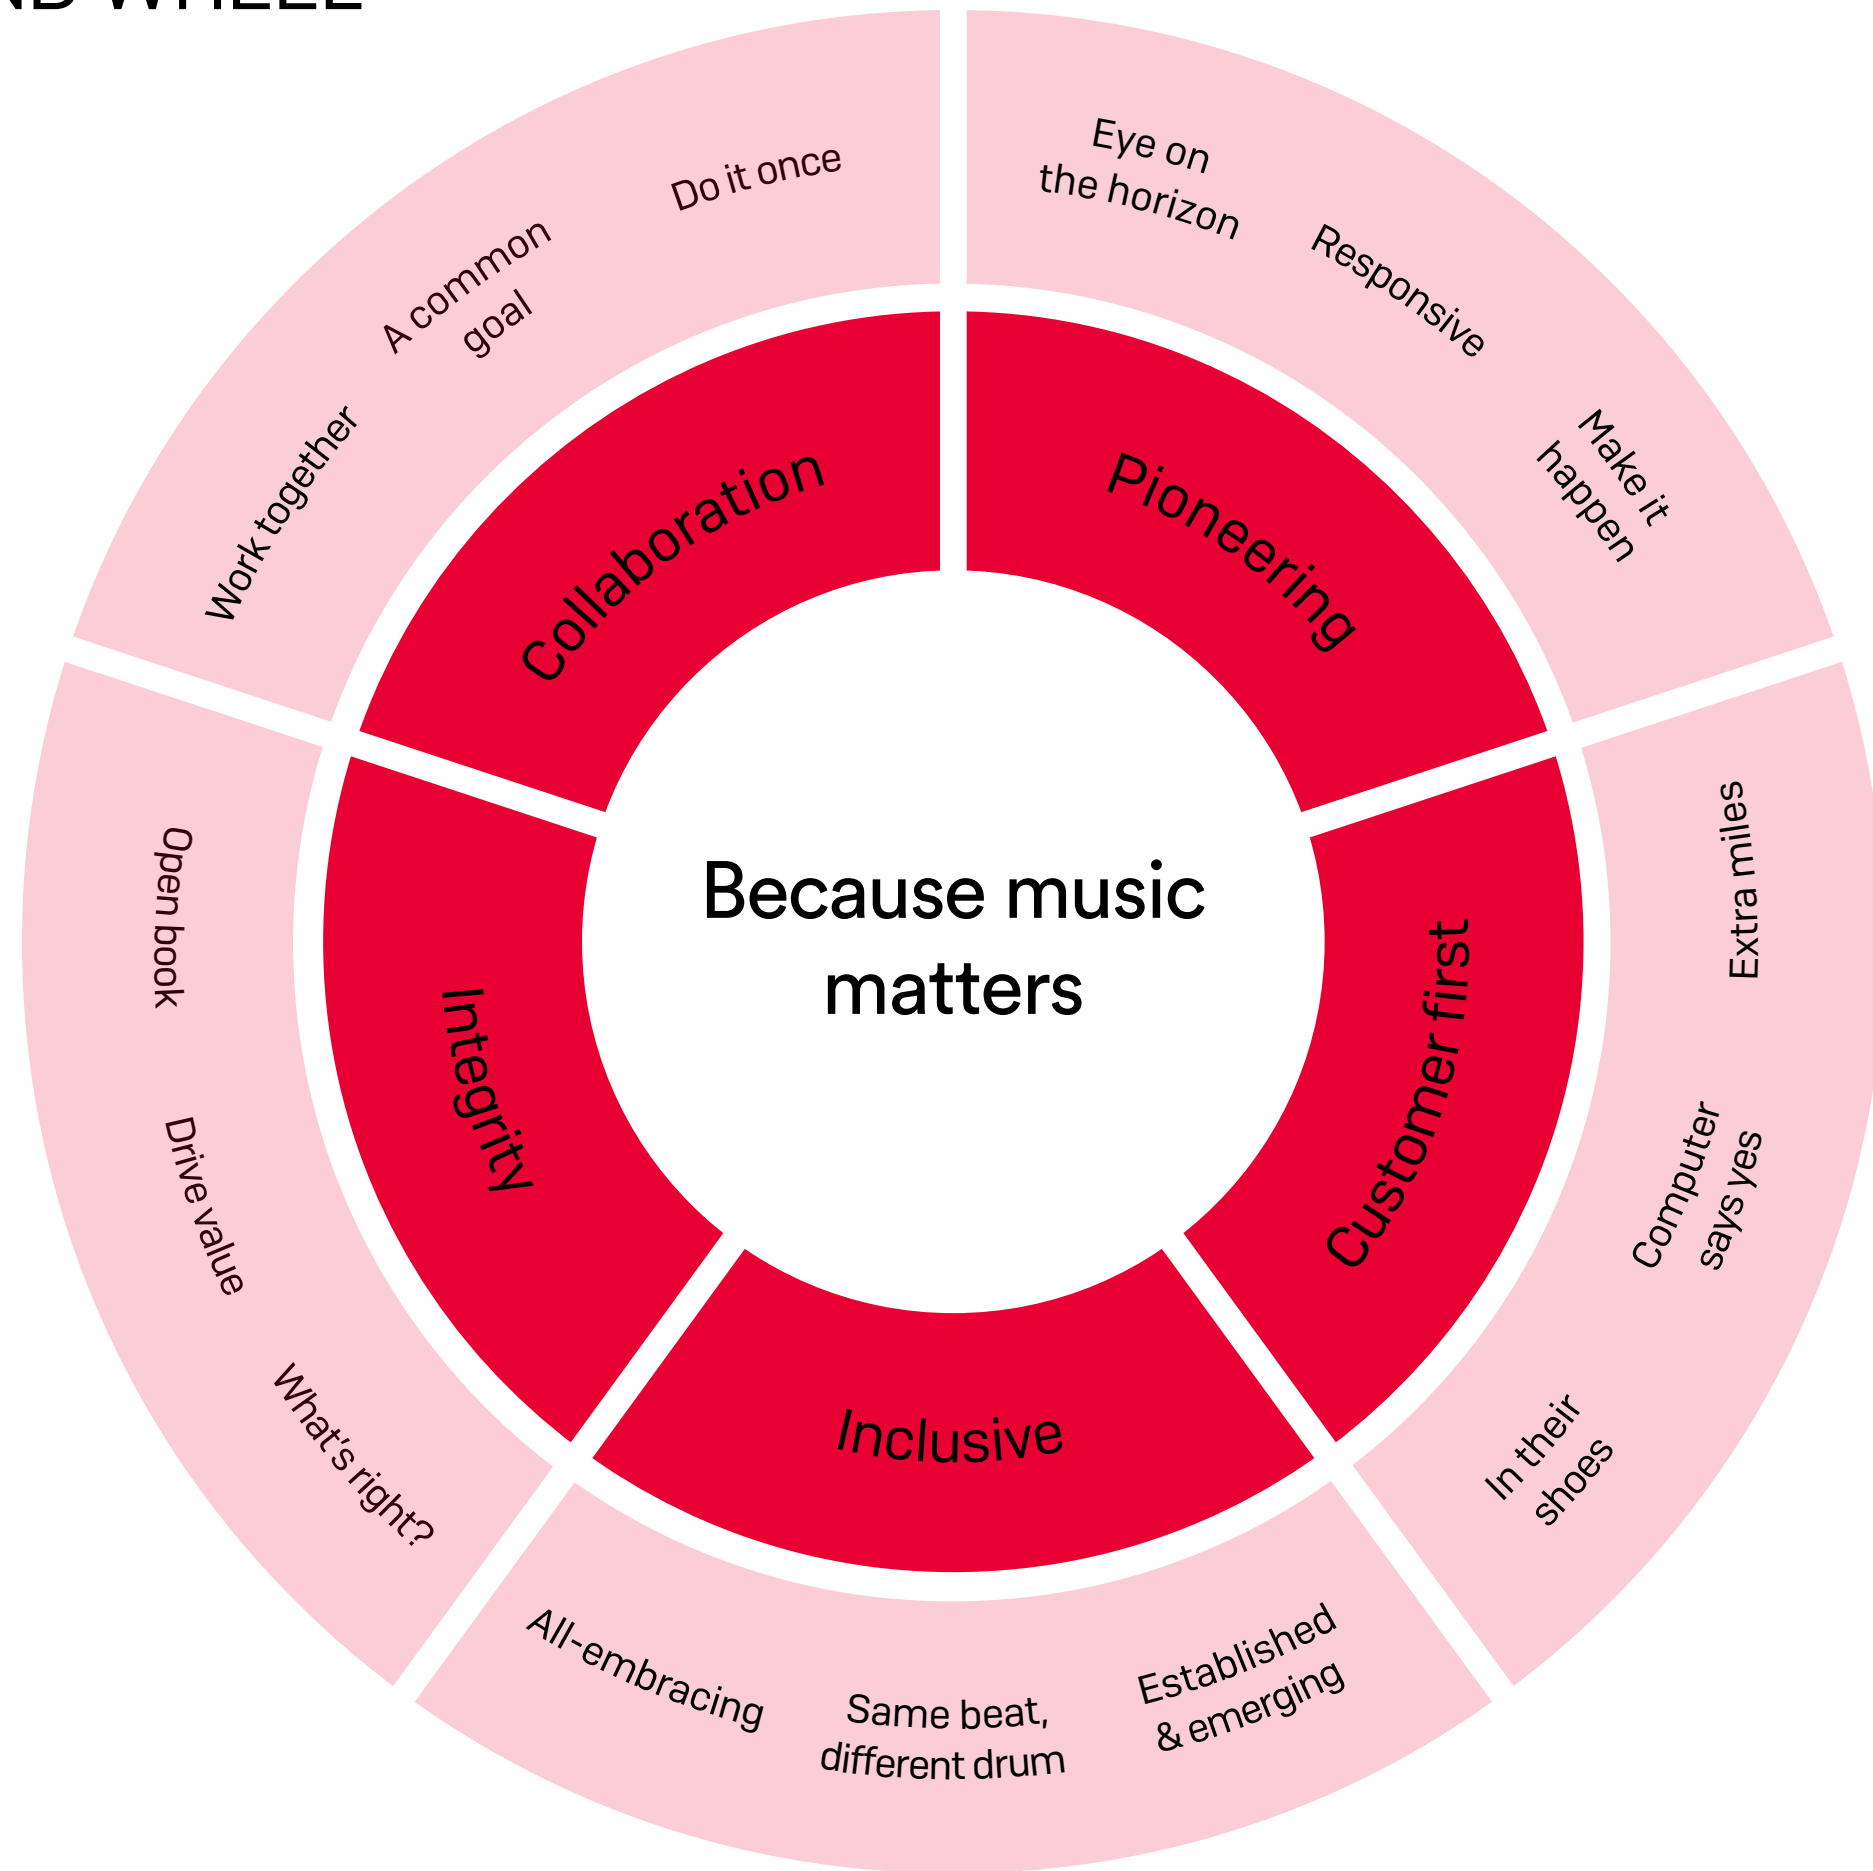 Because music
matters
Pioneering
Eye on
the horizon
Responsive
Make it
happen
Customer first
Extra miles
Computer
says yes
In their
shoes
Inclusive
Established
& emerging
Same beat,
different drum
All-embracing
Integrity
What's right?
Drive value
Open book
Collaboration
Work together
A common
goal
Do it once